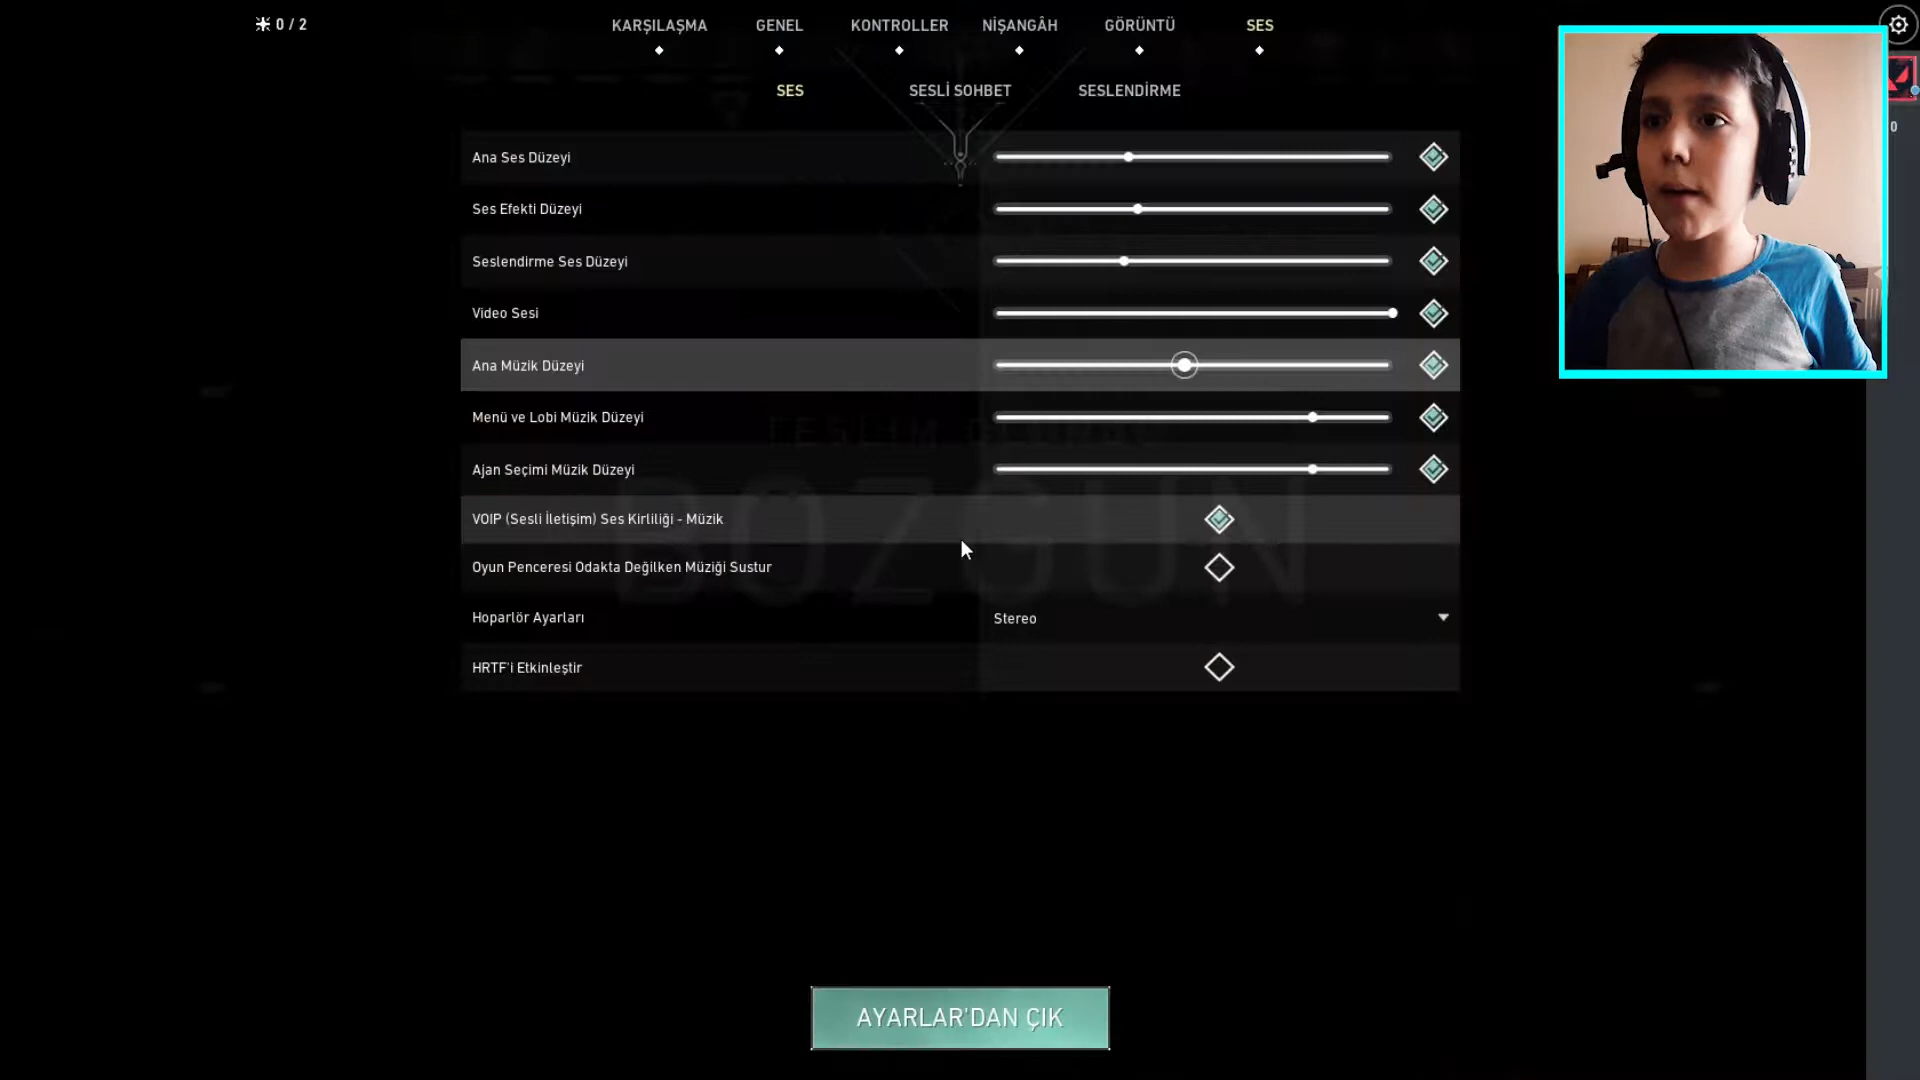 0 / 2
KARŞILAŞMA
GENEL
KONTROLLER
NİŞANGÂH
GÖRÜNTÜ
SES
SES
SESLİ SOHBET
SESLENDİRME
Ana Ses Düzeyi
Ses Efekti Düzeyi
Seslendirme Ses Düzeyi
Video Sesi
Ana Müzik Düzeyi
Menü ve Lobi Müzik Düzeyi
Ajan Seçimi Müzik Düzeyi
BOZGUN
VOIP (Sesli İletişim) Ses Kirliliği - Müzik
Oyun Penceresi Odakta Değilken Müziği Sustur
Hoparlör Ayarları
Stereo
HRTF'i Etkinleştir
AYARLAR'DAN ÇIK
0